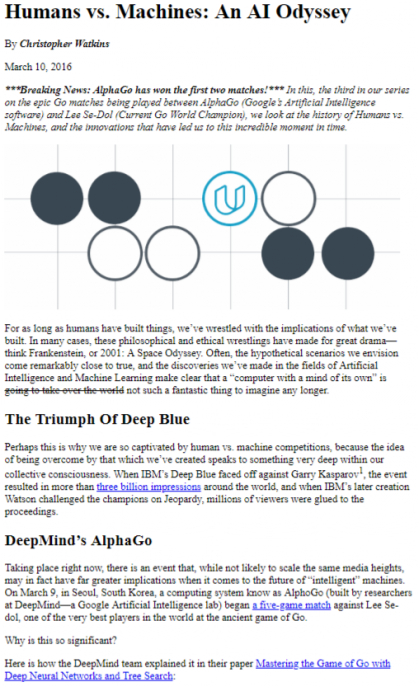 Humans vs. Machines: An AI Odyssey
By Christopher Watkins
March 10, 2016
***Breaking News: AlphaGo has won the first two matches!*** In this, the third in our series
on the epic Go matches being played between AlphaGo (Google's Artificial Intelligence
software) and Lee Se-Dol (Current Go World Champion), we look at the history of Humans vs.
Machines, and the innovations that have led us to this incredible moment in time.
For as long as humans have built things, we've wrestled with the implications of what we've
built. In many cases, these philosophical and ethical wrestlings have made for great drama—
think Frankenstein, or 2001: A Space Odyssey. Often, the hypothetical scenarios we envision
come remarkably close to true, and the discoveries we've made in the fields of Artificial
Intelligence and Machine Learning make clear that a “computer with a mind of its own” is
going to take over the world not such a fantastic thing to imagine any longer.
The Triumph Of Deep Blue
Perhaps this is why we are so captivated by human vs. machine competitions, because the idea
of being overcome by that which we've created speaks to something very deep within our
collective consciousness. When IBM's Deep Blue faced off against Garry Kasparov1, the event
resulted in more than three billion impressions around the world, and when IBM's later creation
Watson challenged the champions on Jeopardy, millions of viewers were glued to the
proceedings.
DeepMind's AlphaGo
Taking place right now, there is an event that, while not likely to scale the same media heights,
may in fact have far greater implications when it comes to the future of “intelligent” machines.
On March 9, in Seoul, South Korea, a computing system know as AlphoGo (built by researchers
at DeepMind—a Google Artificial Intelligence lab) began a five-game match against Lee Se-
dol, one of the very best players in the world at the ancient game of Go.
Why is this so significant?
Here is how the DeepMind team explained it in their paper Mastering the Game of Go with
Deep Neural Networks and Tree Search: